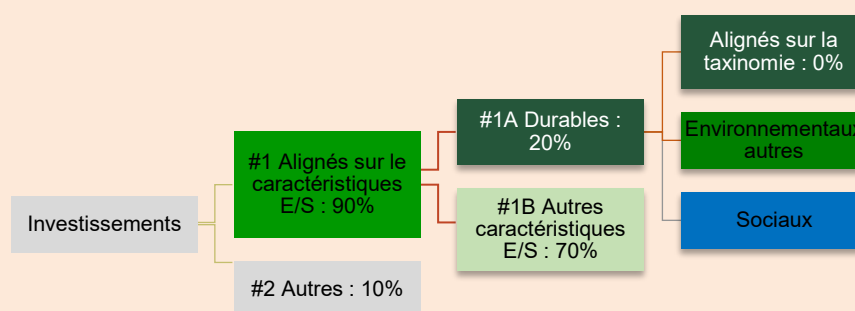 Investissements
#1 Alignés sur le
caractéristiques
E/S : 90%
#2 Autres : 10%
#1A Durables :
20%
#1B Autres
caractéristiques
E/S : 70%
Alignés sur la
taxinomie : 0%
Environnementaux
autres
Sociaux